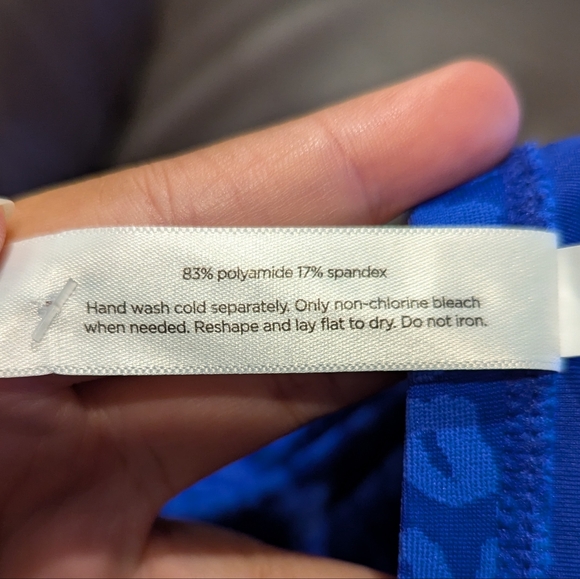 83% polyamide 17% spandex
Hand wash cold separately. Only non-chlorine bleach
when needed. Reshape and lay flat to dry. Do not iron.